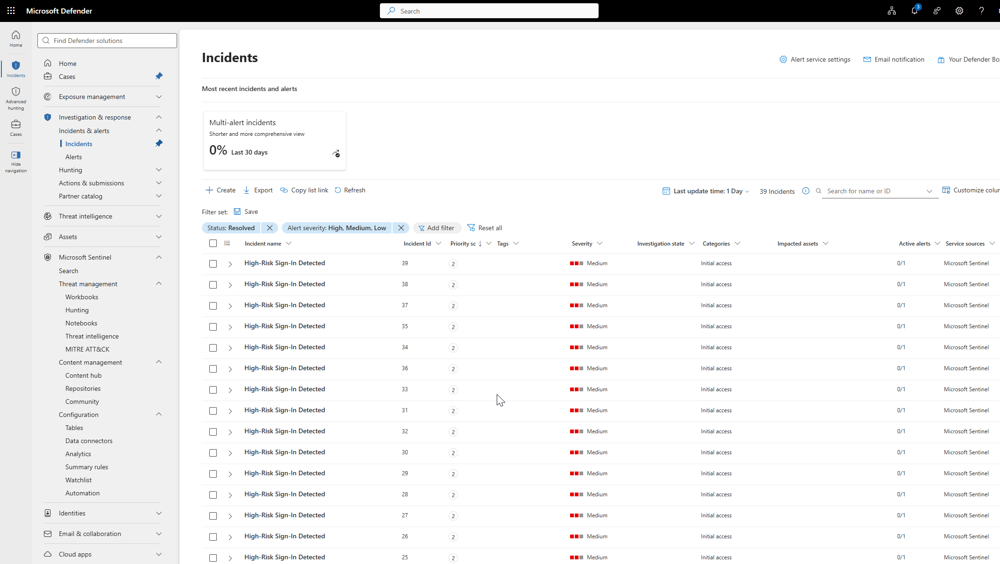 Microsoft Defender
Search
3
Home
Incidents
Advanced
hunting
Cases
Hide
navigation
Find Defender solutions
Home
Cases
Exposure management
Investigation & response
Incidents & alerts
Incidents
Alerts
Hunting
Actions & submissions
Partner catalog
Threat intelligence
Assets
Microsoft Sentinel
Search
Threat management
Workbooks
Hunting
Notebooks
Threat intelligence
MITRE ATT&CK
Content management
Content hub
Repositories
Community
Configuration
Tables
Data connectors
Analytics
Summary rules
Watchlist
Automation
Identities
Email & collaboration
Cloud apps
Incidents
Alert service settings Email notification Your Defender Bo
Most recent incidents and alerts
Multi-alert incidents
Shorter and more comprehensive view
0% Last 30 days
Create Export Copy list link Refresh Last update time: 1 Day 39 Incidents Search for name or ID Customize colu
Filter set: Save
Status: Resolved Alert severity: High, Medium, Low Add filter Reset all
Incident name Incident Id Priority sc Tags Severity Investigation state Categories Impacted assets Active alerts Service sources
High-Risk Sign-In Detected 39 2 Medium Initial access 0/1 Microsoft Sentinel
High-Risk Sign-In Detected 38 2 Medium Initial access 0/1 Microsoft Sentinel
High-Risk Sign-In Detected 37 2 Medium Initial access 0/1 Microsoft Sentinel
High-Risk Sign-In Detected 35 2 Medium Initial access 0/1 Microsoft Sentinel
High-Risk Sign-In Detected 34 2 Medium Initial access 0/1 Microsoft Sentinel
High-Risk Sign-In Detected 36 2 Medium Initial access 0/1 Microsoft Sentinel
High-Risk Sign-In Detected 33 2 Medium Initial access 0/1 Microsoft Sentinel
High-Risk Sign-In Detected 31 2 Medium Initial access 0/1 Microsoft Sentinel
High-Risk Sign-In Detected 32 2 Medium Initial access 0/1 Microsoft Sentinel
High-Risk Sign-In Detected 30 2 Medium Initial access 0/1 Microsoft Sentinel
High-Risk Sign-In Detected 29 2 Medium Initial access 0/1 Microsoft Sentinel
High-Risk Sign-In Detected 28 2 Medium Initial access 0/1 Microsoft Sentinel
High-Risk Sign-In Detected 27 2 Medium Initial access 0/1 Microsoft Sentinel
High-Risk Sign-In Detected 26 2 Medium Initial access 0/1 Microsoft Sentinel
High-Risk Sign-In Detected 25 2 Medium Initial access 0/1 Microsoft Sentinel